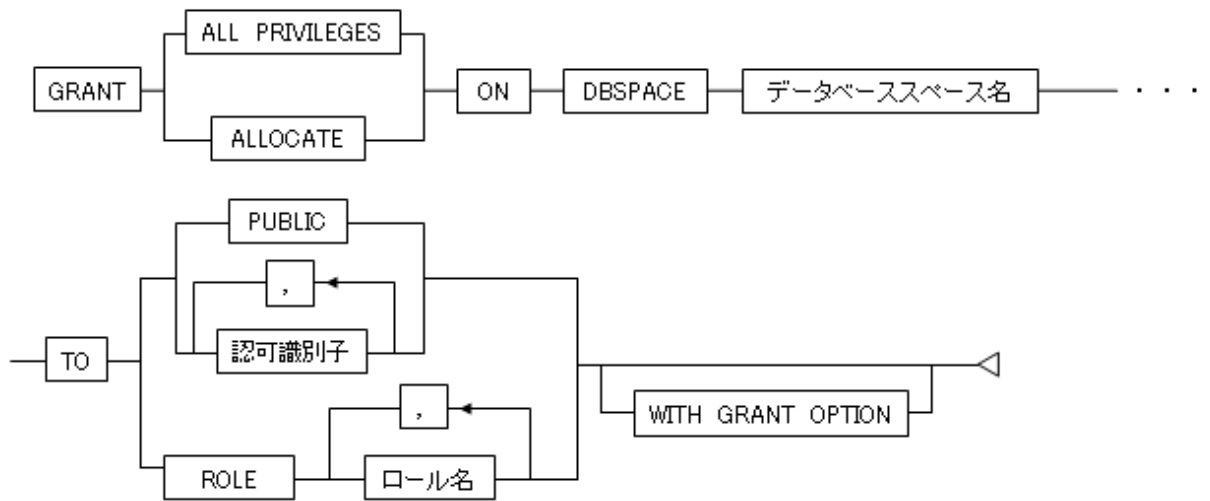 ALL PRIVILEGES
GRANT ON DBSPACE データベーススペース名 ・・・
ALLOCATE
PUBLIC
,
TO 認可識別子
,
WITH GRANT OPTION
ROLE ロール名